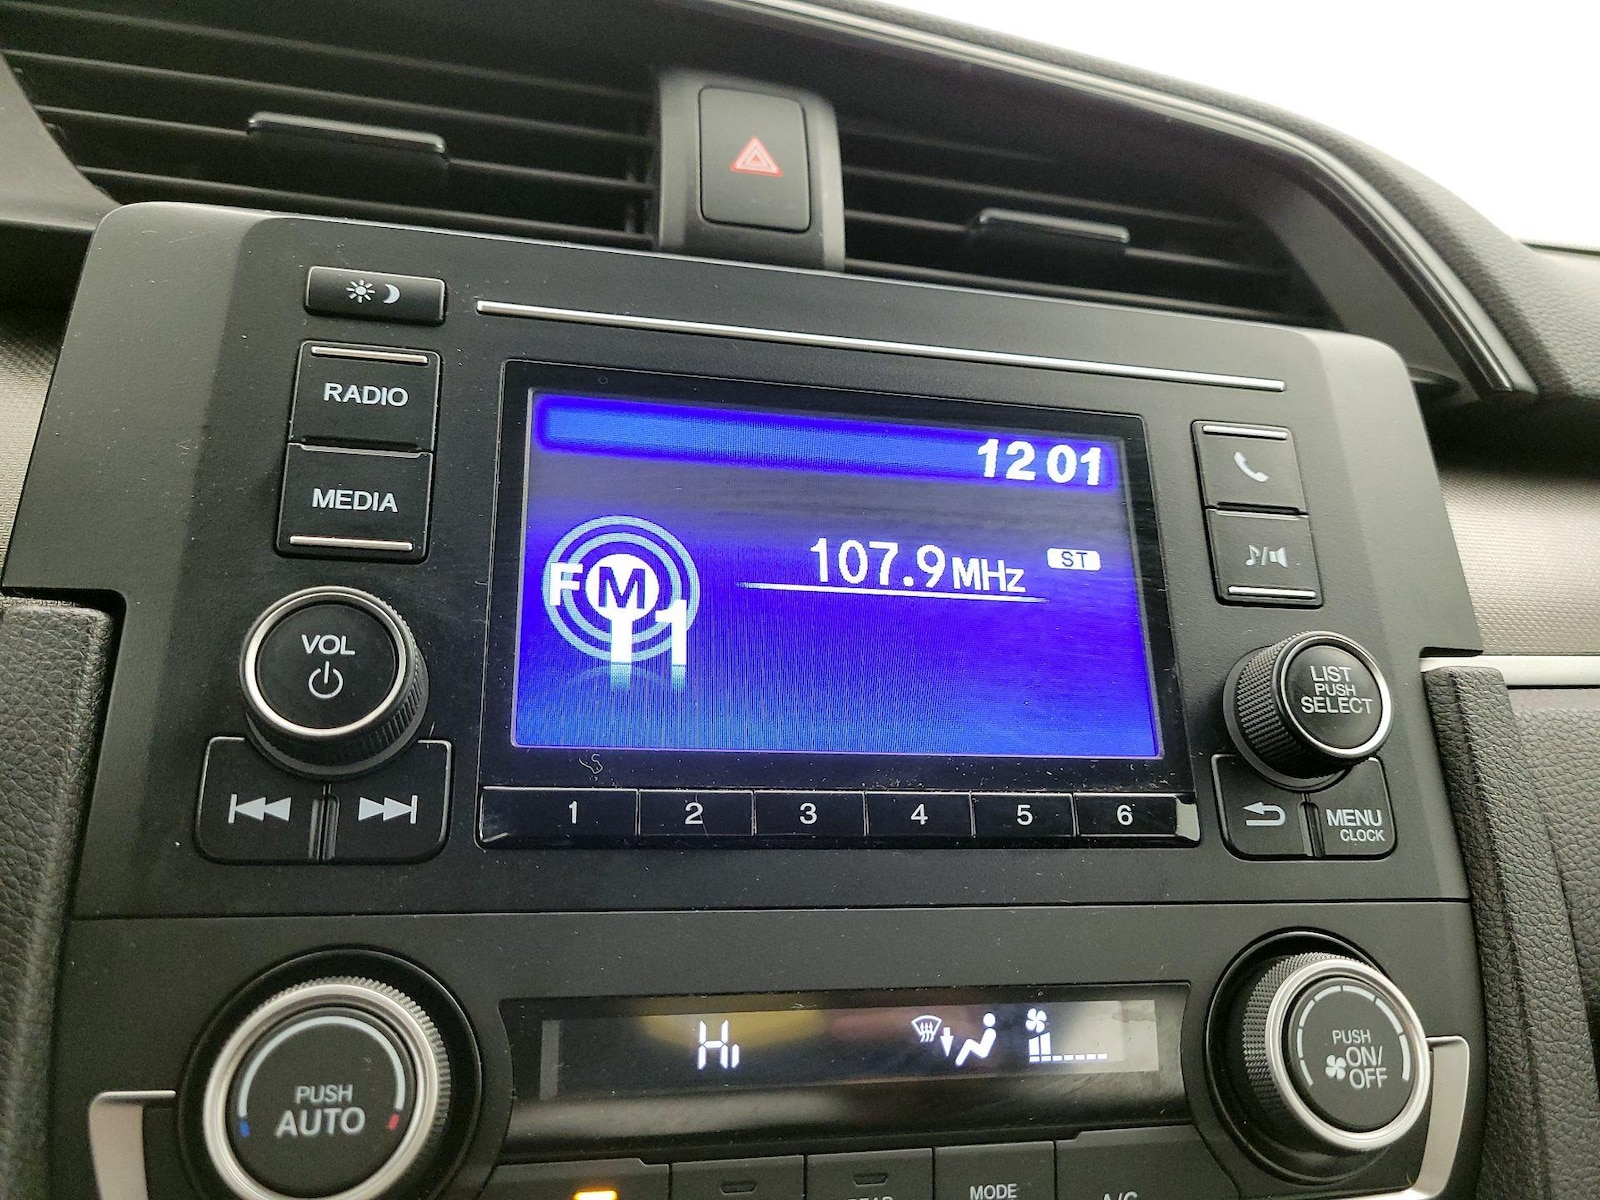 RADIO
MEDIA
VOL
12 01
107.9MHz ST
FM
1
LIST
PUSH
SELECT
1 2 3 4 5 6
MENU
CLOCK
Hi
PUSH
AUTO
PUSH
ON/
OFF
MODE